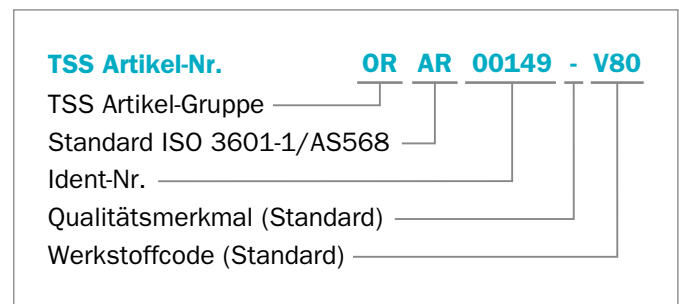 TSS Artikel-Nr. OR AR 00149 - V80
TSS Artikel-Gruppe
Standard ISO 3601-1/AS568
Ident-Nr.
Qualitätsmerkmal (Standard)
Werkstoffcode (Standard)